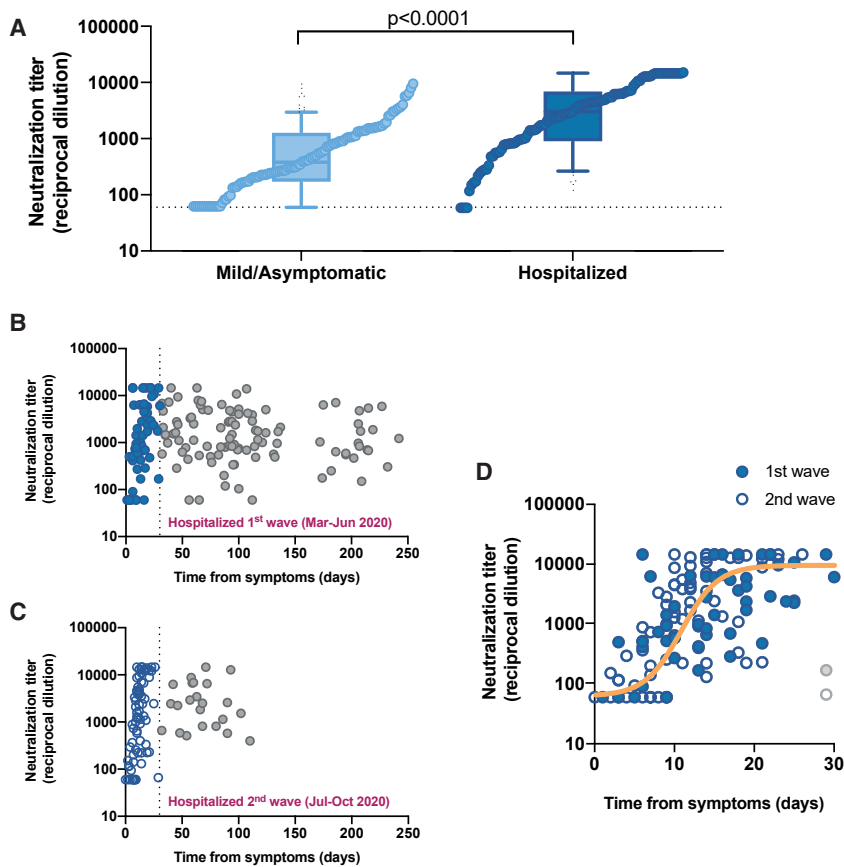 A
p<0.0001
Neutralization titer
(reciprocal dilution)
100000
10000
1000
100
10
Mild/Asymptomatic
Hospitalized
B
Neutralization titer
(reciprocal dilution)
100000
10000
1000
100
10
Hospitalized 1st wave (Mar-Jun 2020)
0
50
100
150
200
250
Time from symptoms (days)
C
Neutralization titer
(reciprocal dilution)
100000
10000
1000
100
10
Hospitalized 2nd wave (Jul-Oct 2020)
0
50
100
150
200
250
Time from symptoms (days)
D
1st wave
2nd wave
Neutralization titer
(reciprocal dilution)
100000
10000
1000
100
10
0
10
20
30
Time from symptoms (days)